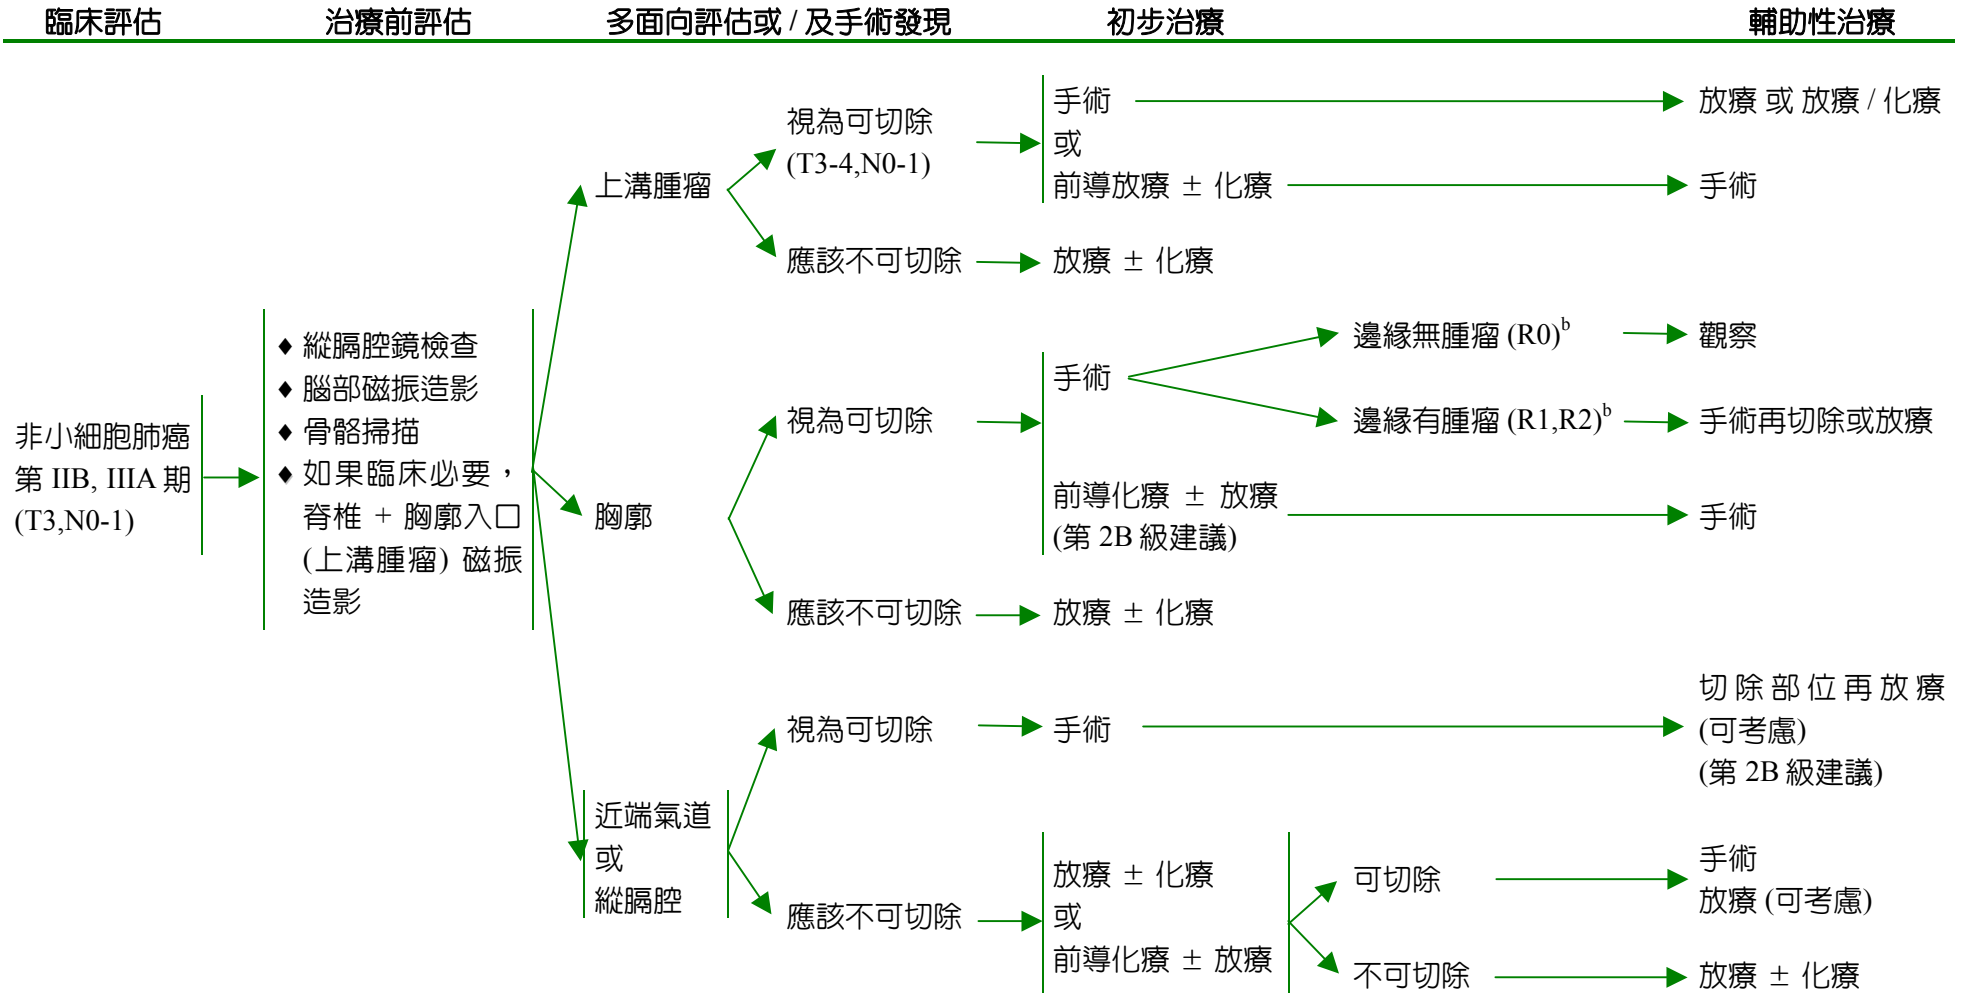 臨床評估
治療前評估
多面向評估或 / 及手術發現
初步治療
輔助性治療
非小細胞肺癌
第 IIB, IIIA 期
(T3,N0-1)
♦ 縱膈腔鏡檢查
♦ 腦部磁振造影
♦ 骨骼掃描
♦ 如果臨床必要，
脊椎 + 胸廓入口
(上溝腫瘤) 磁振
造影
上溝腫瘤
視為可切除
(T3-4,N0-1)
手術
或
前導放療 ± 化療
放療 或 放療 / 化療
手術
應該不可切除
放療 ± 化療
胸廓
視為可切除
手術
邊緣無腫瘤 (R0)b
觀察
邊緣有腫瘤 (R1,R2)b
手術再切除或放療
前導化療 ± 放療
(第 2B 級建議)
手術
應該不可切除
放療 ± 化療
近端氣道
或
縱膈腔
視為可切除
手術
切除部位再放療
(可考慮)
(第 2B 級建議)
應該不可切除
放療 ± 化療
或
前導化療 ± 放療
可切除
手術
放療 (可考慮)
不可切除
放療 ± 化療